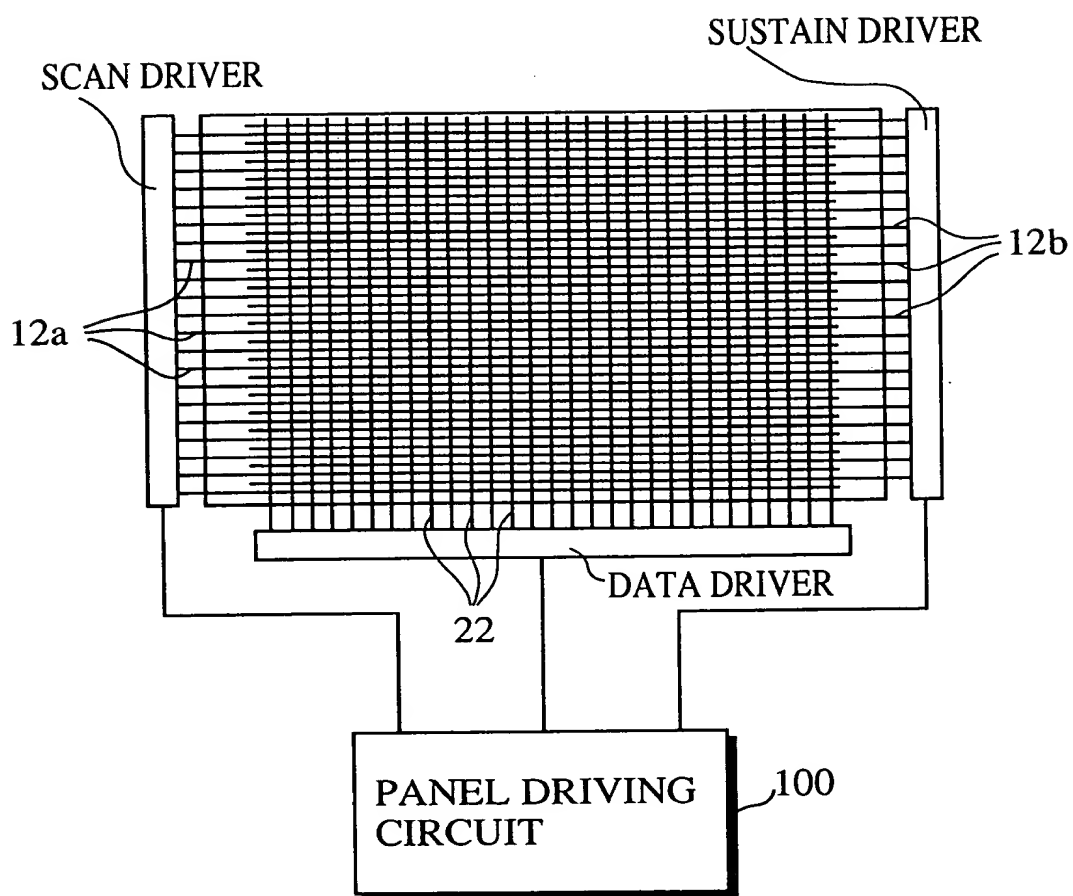 SUSTAIN DRIVER
SCAN DRIVER
12b
12a
DATA DRIVER
22
PANEL DRIVING
CIRCUIT
100